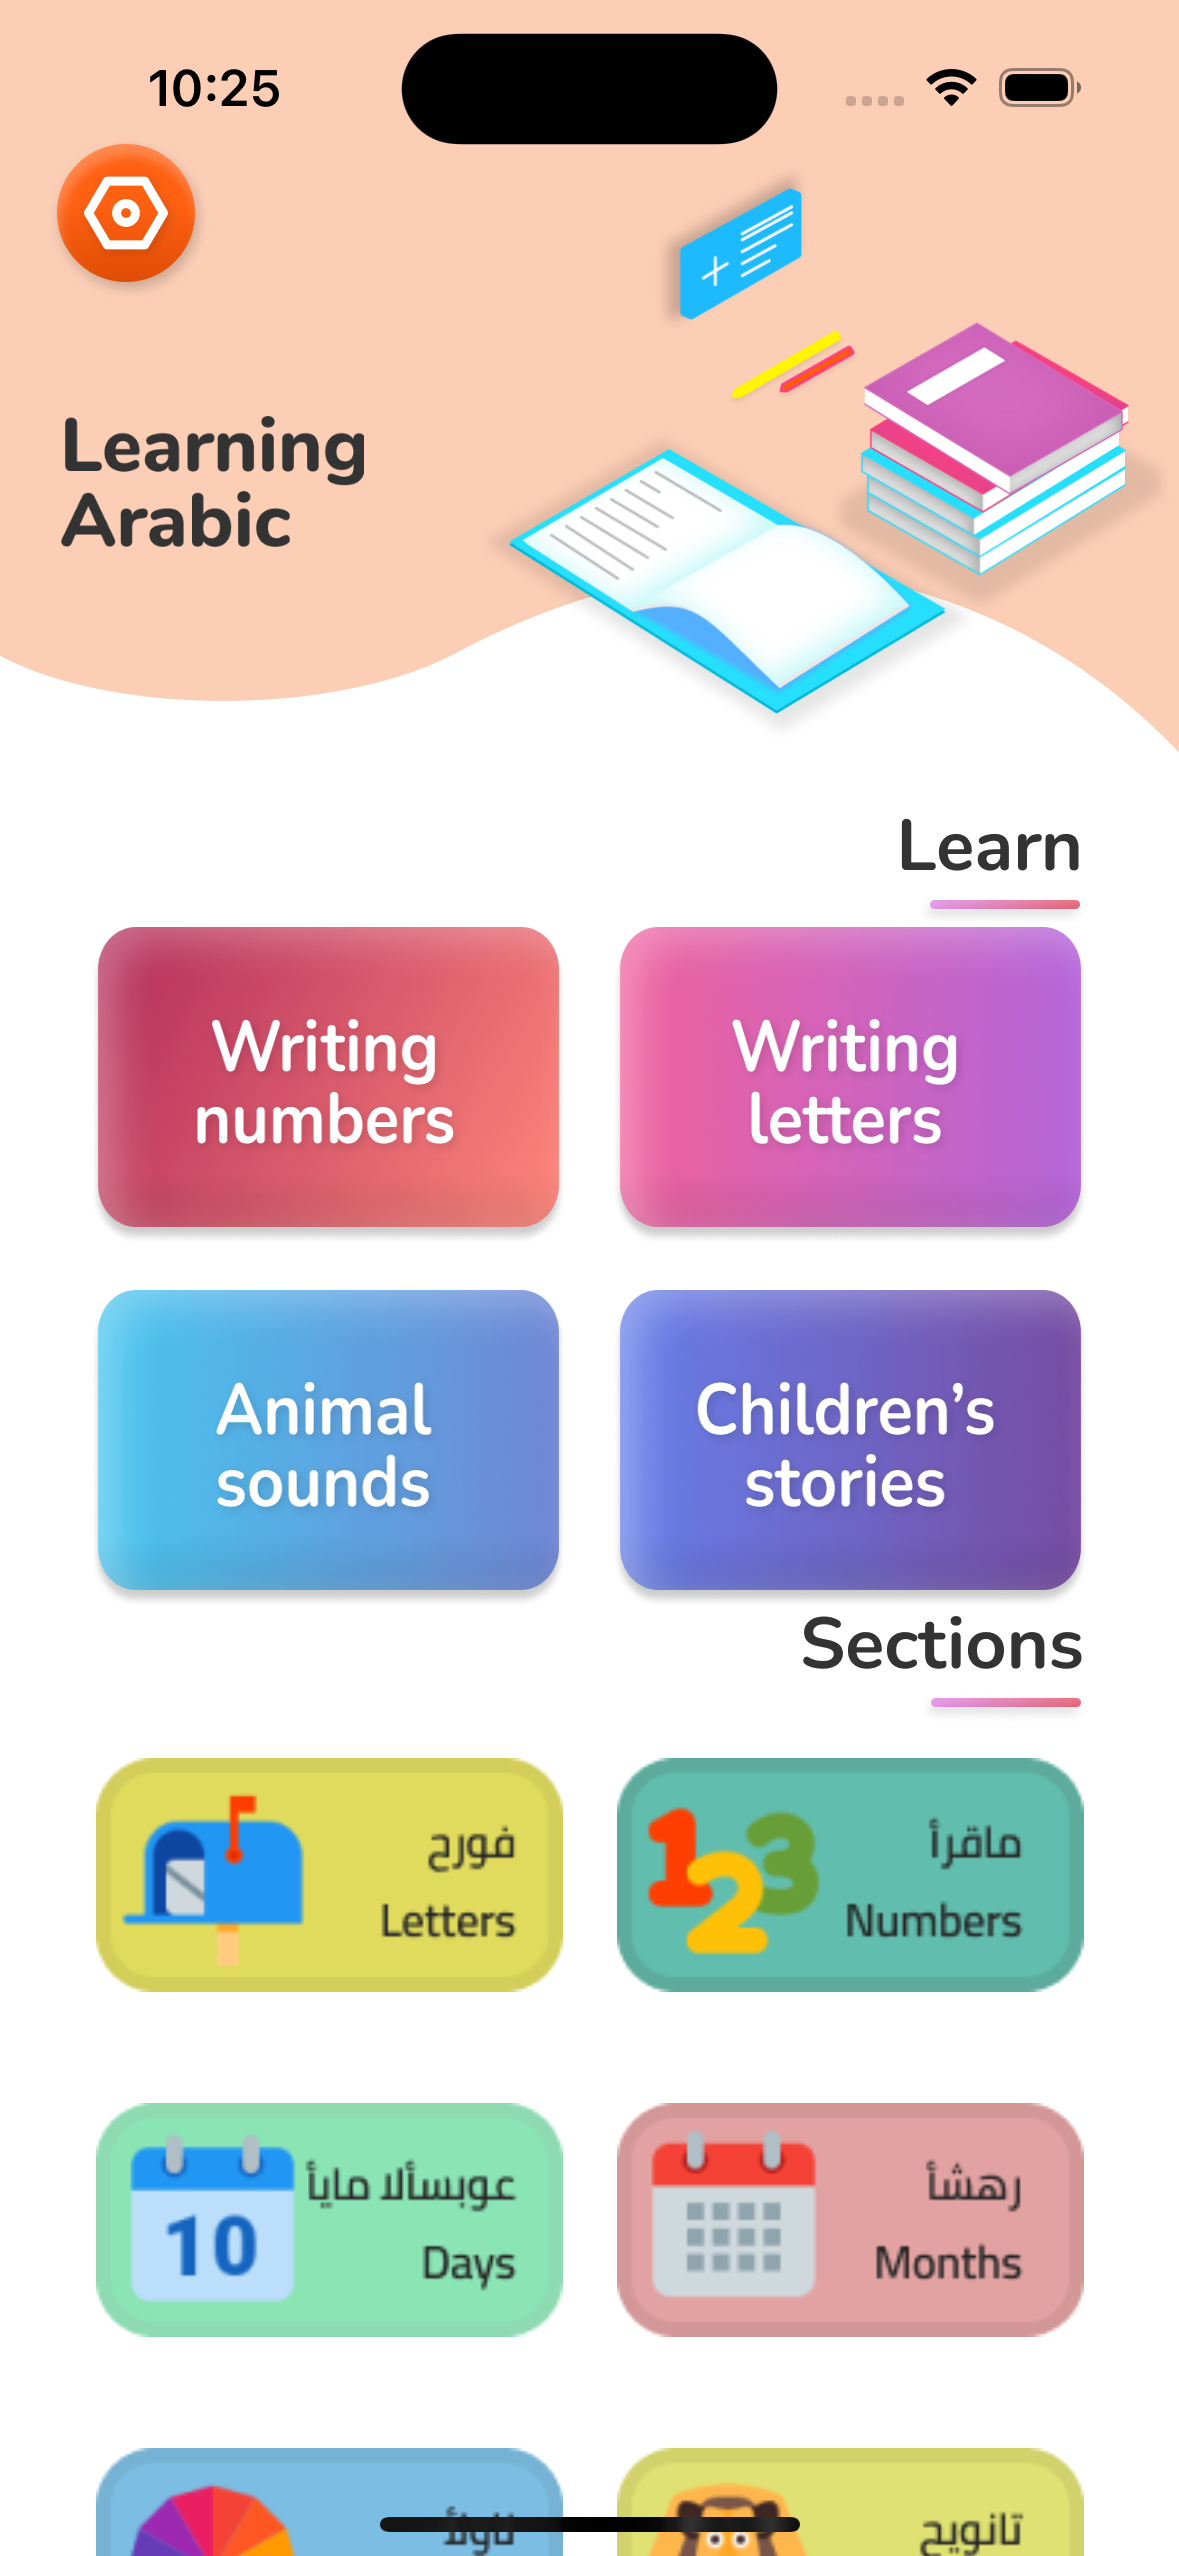 10:25
Learning
Arabic
Learn
Writing
numbers
Writing
letters
Animal
sounds
Children's
stories
Sections
فورح
Letters
123
ماقرأ
Numbers
10
عوبسألا مايأ
Days
رهشأ
Months
تانويح